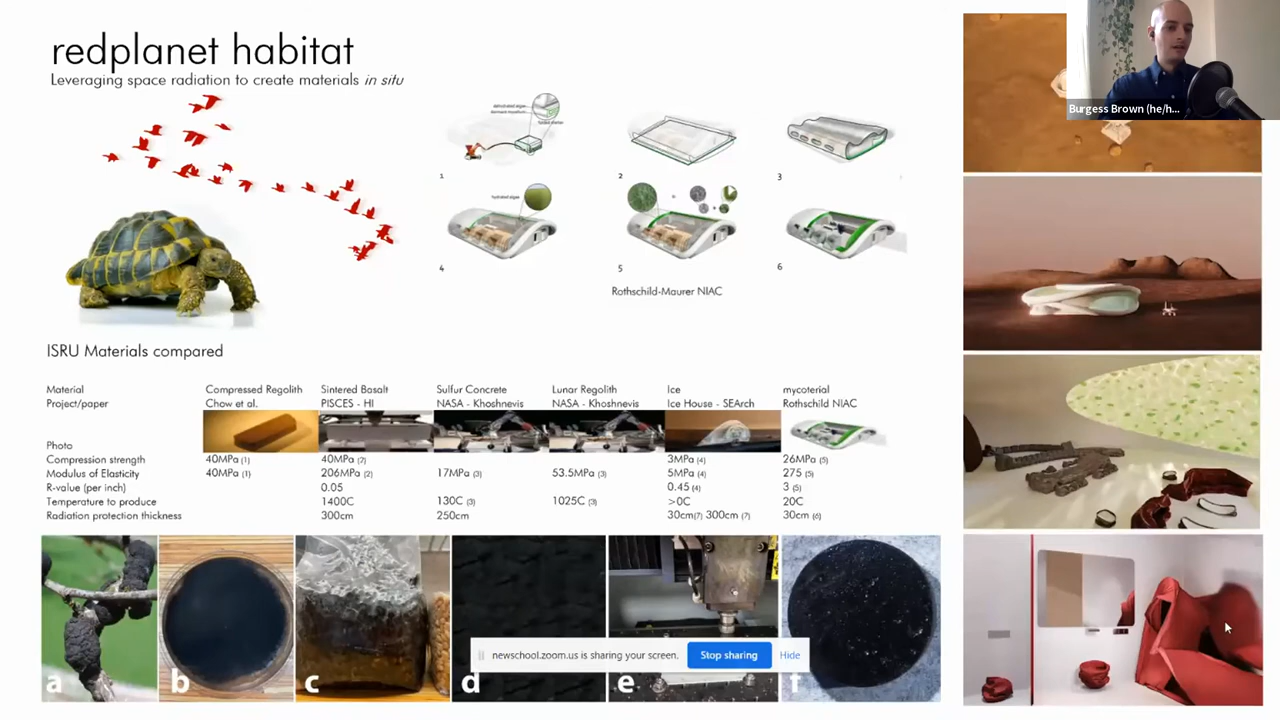 redplanet habitat
Leveraging space radiation to create materials in situ
Burgess Brown (he/h...
dehydrated algae
hydrated algae
1
2
3
4
5
6
Rothschild-Maurer NIAC
ISRU Materials compared
Material Compressed Regolith Sintered Basalt Sulfur Concrete Lunar Regolith Ice mycoterial
Project/paper Chow et al. PISCES - HI NASA - Khoshnevis NASA - Khoshnevis Ice House - SEArch Rothschild NIAC
Photo
Compression strength 40MPa (1) 40MPa (7) 3MPa (4) 26MPa (5)
Modulus of Elasticity 40MPa (1) 206MPa (2) 17MPa (3) 53.5MPa (3) 5MPa (4) 275 (5)
R-value (per inch) 0.05 0.45 (4) 3 (5)
Temperature to produce 1400C 130C (3) 1025C (3) >0C 20C
Radiation protection thickness 300cm 250cm 30cm(7) 300cm (7) 30cm (6)
newschool.zoom.us is sharing your screen. Stop sharing Hide
a b c d e f